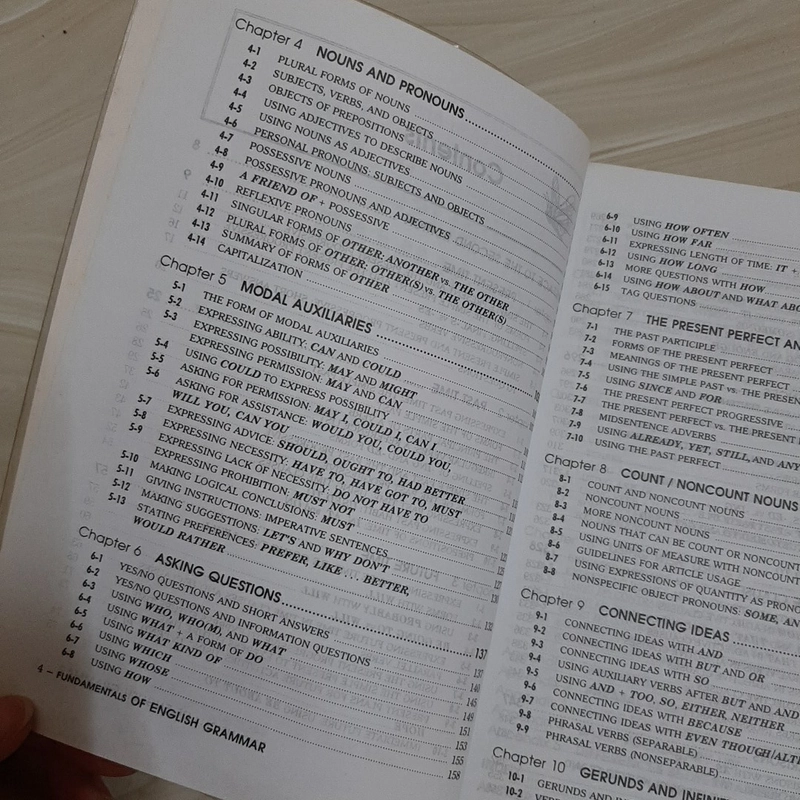 Chapter 4 NOUNS AND PRONOUNS
4-1 PLURAL FORMS OF NOUNS
4-2 SUBJECTS, VERBS, AND OBJECTS
4-3 OBJECTS OF PREPOSITIONS
4-4 USING ADJECTIVES TO DESCRIBE NOUNS
4-5 USING NOUNS AS ADJECTIVES
4-6 PERSONAL PRONOUNS: SUBJECTS AND OBJECTS
4-7 POSSESSIVE NOUNS
4-8 POSSESSIVE PRONOUNS AND ADJECTIVES
4-9 A FRIEND OF + POSSESSIVE
4-10 REFLEXIVE PRONOUNS
4-11 SINGULAR FORMS OF OTHER: ANOTHER vs. THE OTHER
4-12 PLURAL FORMS OF OTHER: OTHER(S) vs. THE OTHER(S)
4-13 SUMMARY OF FORMS OF OTHER
4-14 CAPITALIZATION
Chapter 5 MODAL AUXILIARIES
5-1 THE FORM OF MODAL AUXILIARIES
5-2 EXPRESSING ABILITY: CAN AND COULD
5-3 EXPRESSING POSSIBILITY: MAY AND MIGHT
EXPRESSING PERMISSION: MAY AND CAN
5-4 USING COULD TO EXPRESS POSSIBILITY
5-5 ASKING FOR PERMISSION: MAY I, COULD I, CAN I
5-6 ASKING FOR ASSISTANCE: WOULD YOU, COULD YOU,
WILL YOU, CAN YOU
5-7 EXPRESSING ADVICE: SHOULD, OUGHT TO, HAD BETTER
5-8 EXPRESSING NECESSITY: HAVE TO, HAVE GOT TO, MUST
5-9 EXPRESSING LACK OF NECESSITY: DO NOT HAVE TO
EXPRESSING PROHIBITION: MUST NOT
5-10 MAKING LOGICAL CONCLUSIONS: MUST
5-11 GIVING INSTRUCTIONS: IMPERATIVE SENTENCES
5-12 MAKING SUGGESTIONS: LET'S AND WHY DON'T
5-13 STATING PREFERENCES: PREFER, LIKE ... BETTER,
WOULD RATHER
Chapter 6 ASKING QUESTIONS 137
6-1 YES/NO QUESTIONS AND SHORT ANSWERS
6-2 YES/NO QUESTIONS AND INFORMATION QUESTIONS
6-3 USING WHO, WHO(M), AND WHAT
6-4 USING WHAT + A FORM OF DO
6-5 USING WHAT KIND OF
6-6 USING WHICH 153
6-7 USING WHOSE 155
6-8 USING HOW 158
4 – FUNDAMENTALS OF ENGLISH GRAMMAR
6-9 USING HOW OFTEN
6-10 USING HOW FAR
6-11 EXPRESSING LENGTH OF TIME: IT +
6-12 USING HOW LONG
6-13 MORE QUESTIONS WITH HOW
6-14 USING HOW ABOUT AND WHAT
6-15 TAG QUESTIONS
Chapter 7 THE PRESENT PERFECT
7-1 THE PAST PARTICIPLE
7-2 FORMS OF THE PRESENT PERFECT
7-3 MEANINGS OF THE PRESENT PERFECT
7-4 USING THE SIMPLE PAST vs. THE
7-5 USING SINCE AND FOR
7-6 THE PRESENT PERFECT PROGRESSIVE
7-7 THE PRESENT PERFECT vs. THE PRESENT
7-8 MIDSENTENCE ADVERBS
7-9 USING ALREADY, YET, STILL, AND
7-10 USING THE PAST PERFECT
Chapter 8 COUNT / NONCOUNT NOUNS
8-1 COUNT AND NONCOUNT NOUNS
8-2 NONCOUNT NOUNS
8-3 MORE NONCOUNT NOUNS
8-4 NOUNS THAT CAN BE COUNT OR
8-5 USING UNITS OF MEASURE WITH
8-6 GUIDELINES FOR ARTICLE USAGE
8-7 USING EXPRESSIONS OF QUANTITY AS
8-8 NONSPECIFIC OBJECT PRONOUNS: SOME,
Chapter 9 CONNECTING IDEAS
9-1 CONNECTING IDEAS WITH AND
9-2 CONNECTING IDEAS WITH BUT AND OR
9-3 CONNECTING IDEAS WITH SO
9-4 USING AUXILIARY VERBS AFTER BUT AND
9-5 USING AND + TOO, SO, EITHER, NEITHER
9-6 CONNECTING IDEAS WITH BECAUSE
9-7 CONNECTING IDEAS WITH EVEN THOUGH
9-8 PHRASAL VERBS (SEPARABLE)
9-9 PHRASAL VERBS (NONSEPARABLE)
Chapter 10 GERUNDS AND
10-1 GERUNDS AND
10-2